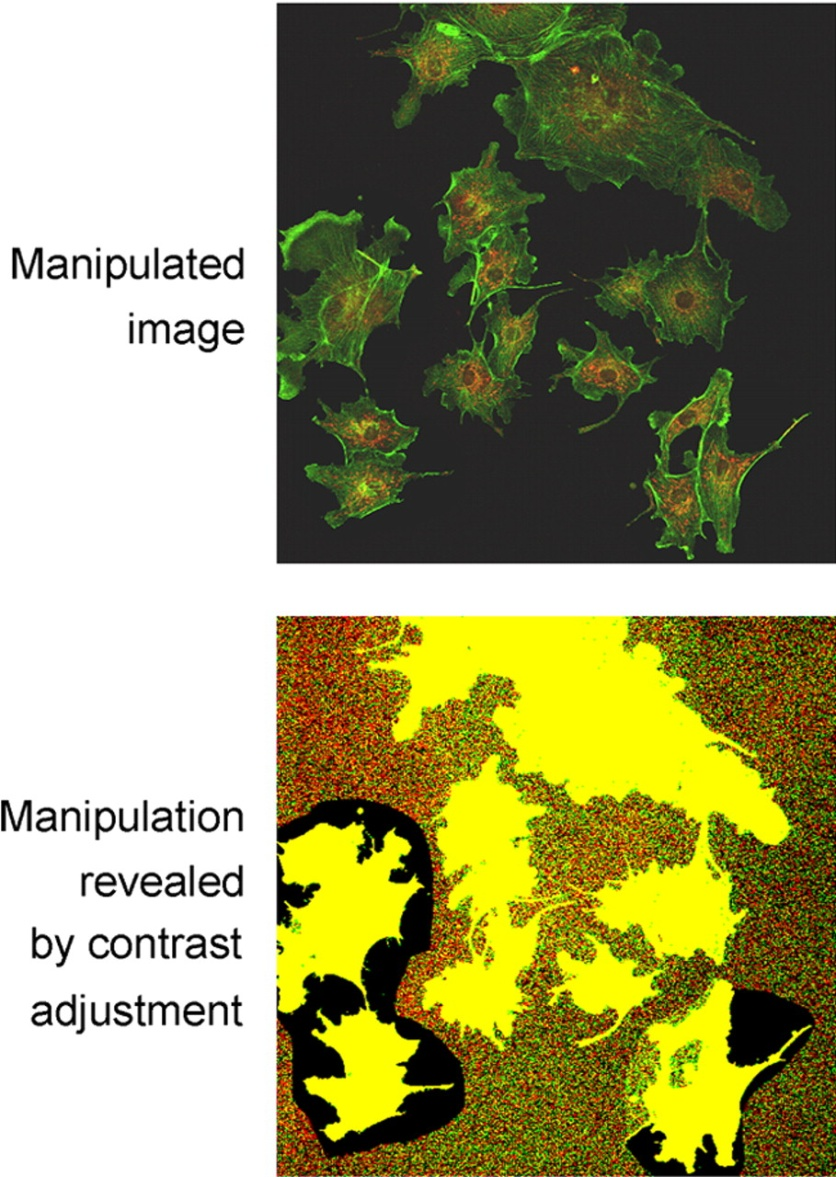 Manipulated
image
Manipulation
revealed
by contrast
adjustment